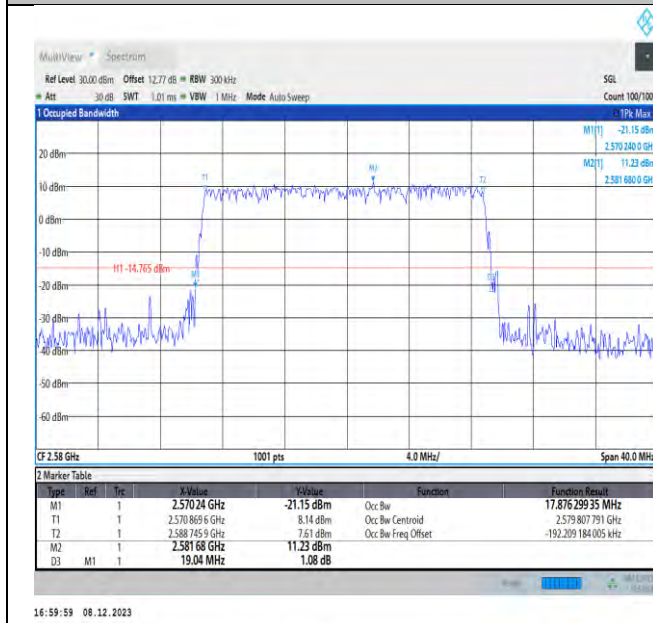 MultiView Spectrum
Ref Level 30.00 dBm Offset 12.77 dB RBW 300 kHz SGL
Att 30 dB SWT 1.01 ms VBW 1 MHz Mode Auto Sweep Count 100/100
1 Occupied Bandwidth 1Pk Max
M1[1] -21.15 dBm
2.570 240 0 GHz
M2[1] 11.23 dBm
2.581 680 0 GHz
20 dBm
T1 M2 T2
10 dBm
0 dBm
-10 dBm
H1 -14.765 dBm
M1 D3
-20 dBm
-30 dBm
-40 dBm
-50 dBm
-60 dBm
CF 2.58 GHz 1001 pts 4.0 MHz/ Span 40.0 MHz
2 Marker Table
Type Ref Trc X-Value Y-Value Function Function Result
M1 1 2.570 24 GHz -21.15 dBm Occ Bw 17.876 299 35 MHz
T1 1 2.570 869 6 GHz 8.14 dBm Occ Bw Centroid 2.579 807 791 GHz
T2 1 2.588 745 9 GHz 7.61 dBm Occ Bw Freq Offset -192.209 184 005 kHz
M2 1 2.581 68 GHz 11.23 dBm
D3 M1 1 19.04 MHz 1.08 dB
16:59:59 08.12.2023